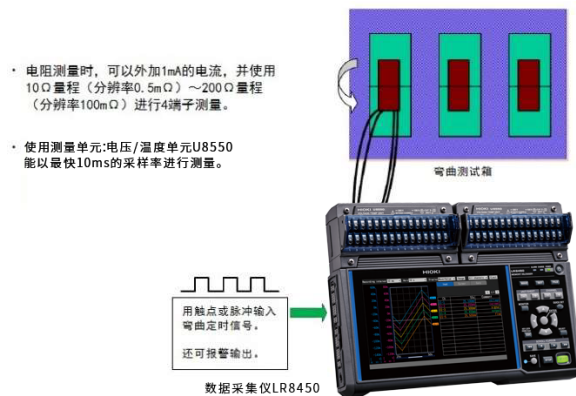 · 电阻测量时，可以外加1mA的电流，并使用
10Ω量程（分辨率0.5mΩ）～200Ω量程
（分辨率100mΩ）进行4端子测量。
· 使用测量单元:电压/温度单元U8550
能以最快10ms的采样率进行测量。
弯曲测试箱
HIOKI
用触点或脉冲输入
弯曲定时信号。
还可报警输出。
数据采集仪LR8450